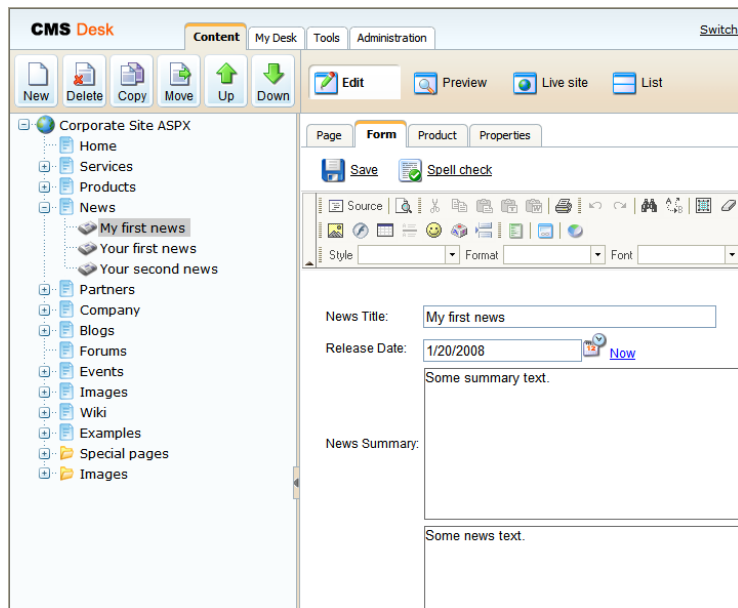 CMS Desk
Content My Desk Tools Administration
Switch
New Delete Copy Move Up Down
Edit Preview Live site List
Corporate Site ASPX
Home
Services
Products
News
My first news
Your first news
Your second news
Partners
Company
Blogs
Forums
Events
Images
Wiki
Examples
Special pages
Images
Page Form Product Properties
Save Spell check
Source
Style Format Font
News Title: My first news
Release Date: 1/20/2008 12 Now
Some summary text.
News Summary:
Some news text.